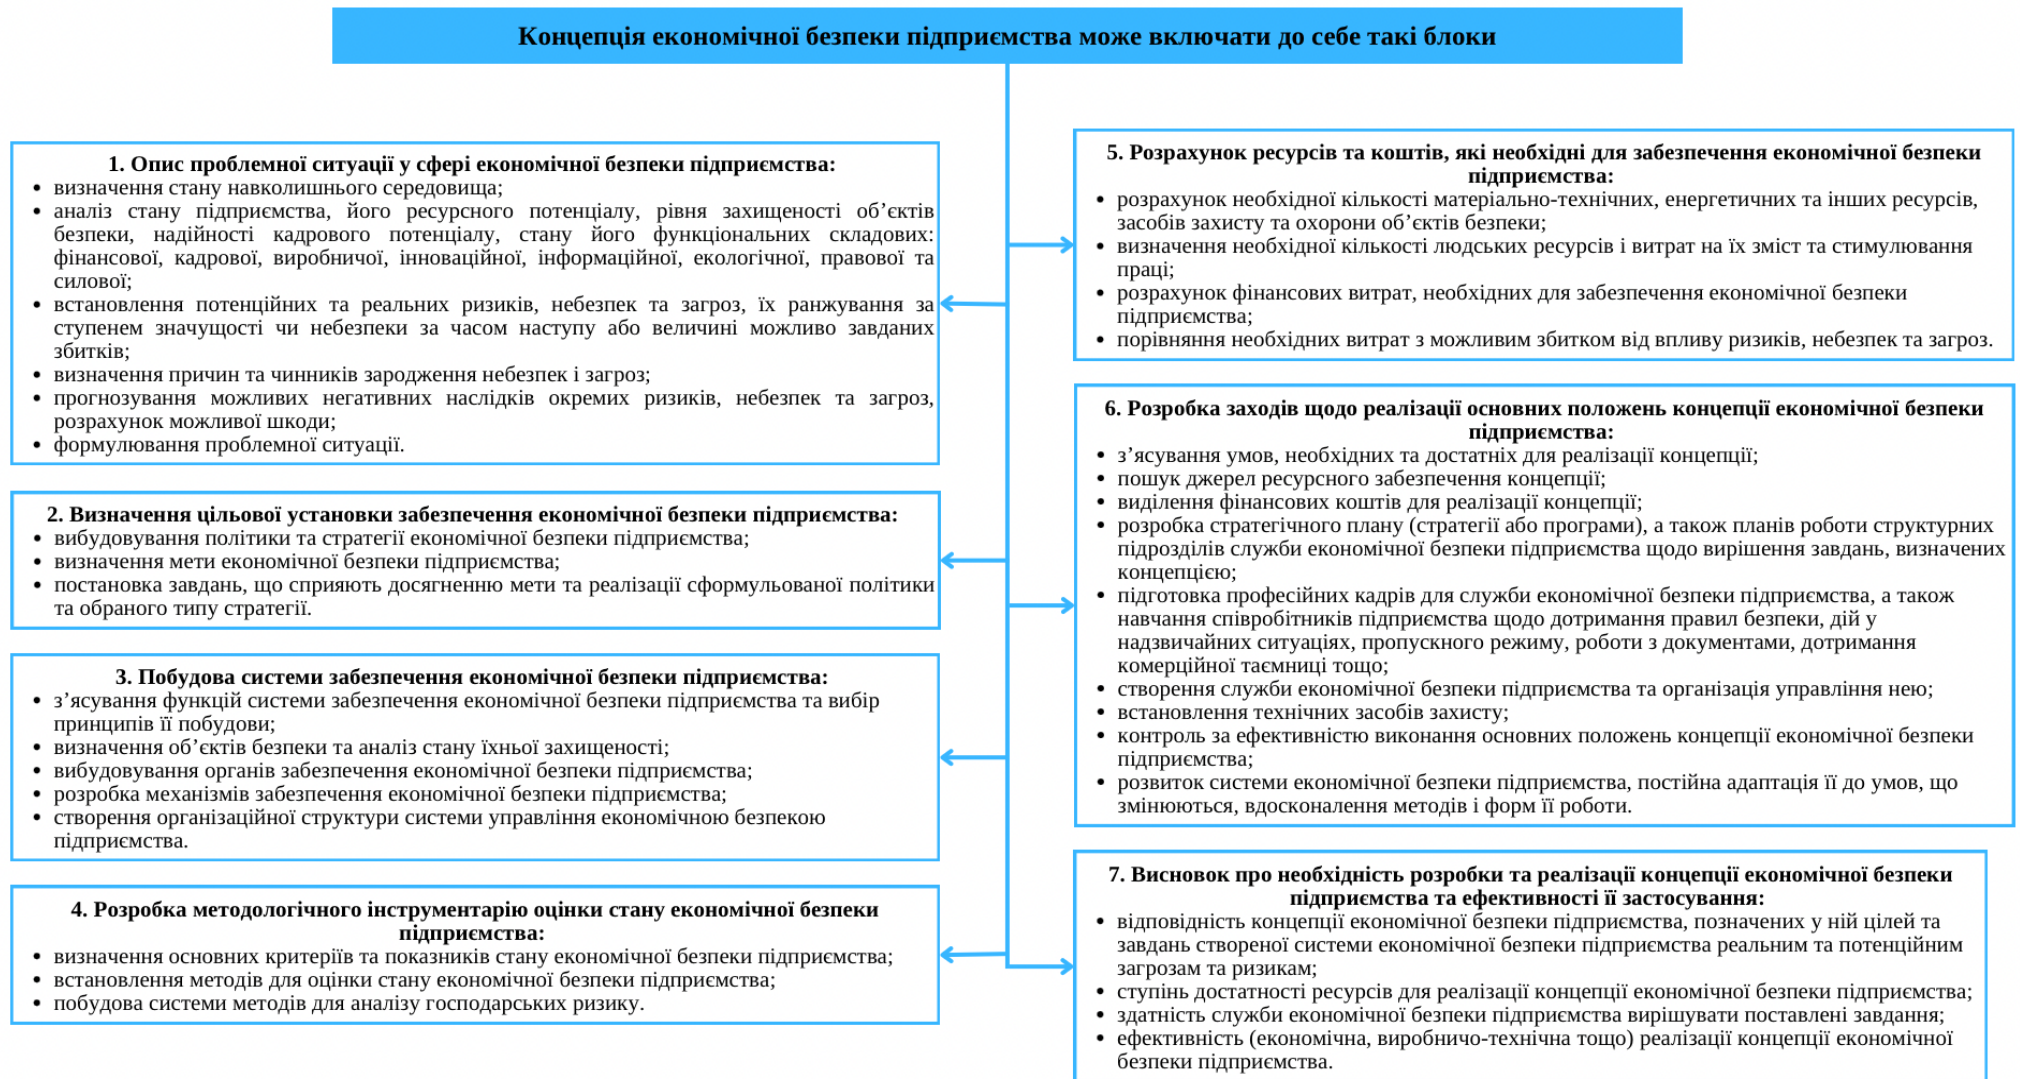 Концепція економічної безпеки підприємства може включати до себе такі блоки
1. Опис проблемної ситуації у сфері економічної безпеки підприємства:
• визначення стану навколишнього середовища;
• аналіз стану підприємства, його ресурсного потенціалу, рівня захищеності об’єктів
безпеки, надійності кадрового потенціалу, стану його функціональних складових:
фінансової, кадрової, виробничої, інноваційної, інформаційної, екологічної, правової та
силової;
• встановлення потенційних та реальних ризиків, небезпек та загроз, їх ранжування за
ступенем значущості чи небезпеки за часом наступу або величині можливо завданих
збитків;
• визначення причин та чинників зародження небезпек і загроз;
• прогнозування можливих негативних наслідків окремих ризиків, небезпек та загроз,
розрахунок можливої шкоди;
• формулювання проблемної ситуації.
2. Визначення цільової установки забезпечення економічної безпеки підприємства:
• вибудовування політики та стратегії економічної безпеки підприємства;
• визначення мети економічної безпеки підприємства;
• постановка завдань, що сприяють досягненню мети та реалізації сформульованої політики
та обраного типу стратегії.
3. Побудова системи забезпечення економічної безпеки підприємства:
• з’ясування функцій системи забезпечення економічної безпеки підприємства та вибір
принципів її побудови;
• визначення об’єктів безпеки та аналіз стану їхньої захищеності;
• вибудовування органів забезпечення економічної безпеки підприємства;
• розробка механізмів забезпечення економічної безпеки підприємства;
• створення організаційної структури системи управління економічною безпекою
підприємства.
4. Розробка методологічного інструментарію оцінки стану економічної безпеки
підприємства:
• визначення основних критеріїв та показників стану економічної безпеки підприємства;
• встановлення методів для оцінки стану економічної безпеки підприємства;
• побудова системи методів для аналізу господарських ризику.
5. Розрахунок ресурсів та коштів, які необхідні для забезпечення економічної безпеки
підприємства:
• розрахунок необхідної кількості матеріально-технічних, енергетичних та інших ресурсів,
засобів захисту та охорони об’єктів безпеки;
• визначення необхідної кількості людських ресурсів і витрат на їх зміст та стимулювання
праці;
• розрахунок фінансових витрат, необхідних для забезпечення економічної безпеки
підприємства;
• порівняння необхідних витрат з можливим збитком від впливу ризиків, небезпек та загроз.
6. Розробка заходів щодо реалізації основних положень концепції економічної безпеки
підприємства:
• з’ясування умов, необхідних та достатніх для реалізації концепції;
• пошук джерел ресурсного забезпечення концепції;
• виділення фінансових коштів для реалізації концепції;
• розробка стратегічного плану (стратегії або програми), а також планів роботи структурних
підрозділів служби економічної безпеки підприємства щодо вирішення завдань, визначених
концепцією;
• підготовка професійних кадрів для служби економічної безпеки підприємства, а також
навчання співробітників підприємства щодо дотримання правил безпеки, дій у
надзвичайних ситуаціях, пропускного режиму, роботи з документами, дотримання
комерційної таємниці тощо;
• створення служби економічної безпеки підприємства та організація управління нею;
• встановлення технічних засобів захисту;
• контроль за ефективністю виконання основних положень концепції економічної безпеки
підприємства;
• розвиток системи економічної безпеки підприємства, постійна адаптація її до умов, що
змінюються, вдосконалення методів і форм її роботи.
7. Висновок про необхідність розробки та реалізації концепції економічної безпеки
підприємства та ефективності її застосування:
• відповідність концепції економічної безпеки підприємства, позначених у ній цілей та
завдань створеної системи економічної безпеки підприємства реальним та потенційним
загрозам та ризикам;
• ступінь достатності ресурсів для реалізації концепції економічної безпеки підприємства;
• здатність служби економічної безпеки підприємства вирішувати поставлені завдання;
• ефективність (економічна, виробничо-технічна тощо) реалізації концепції економічної
безпеки підприємства.